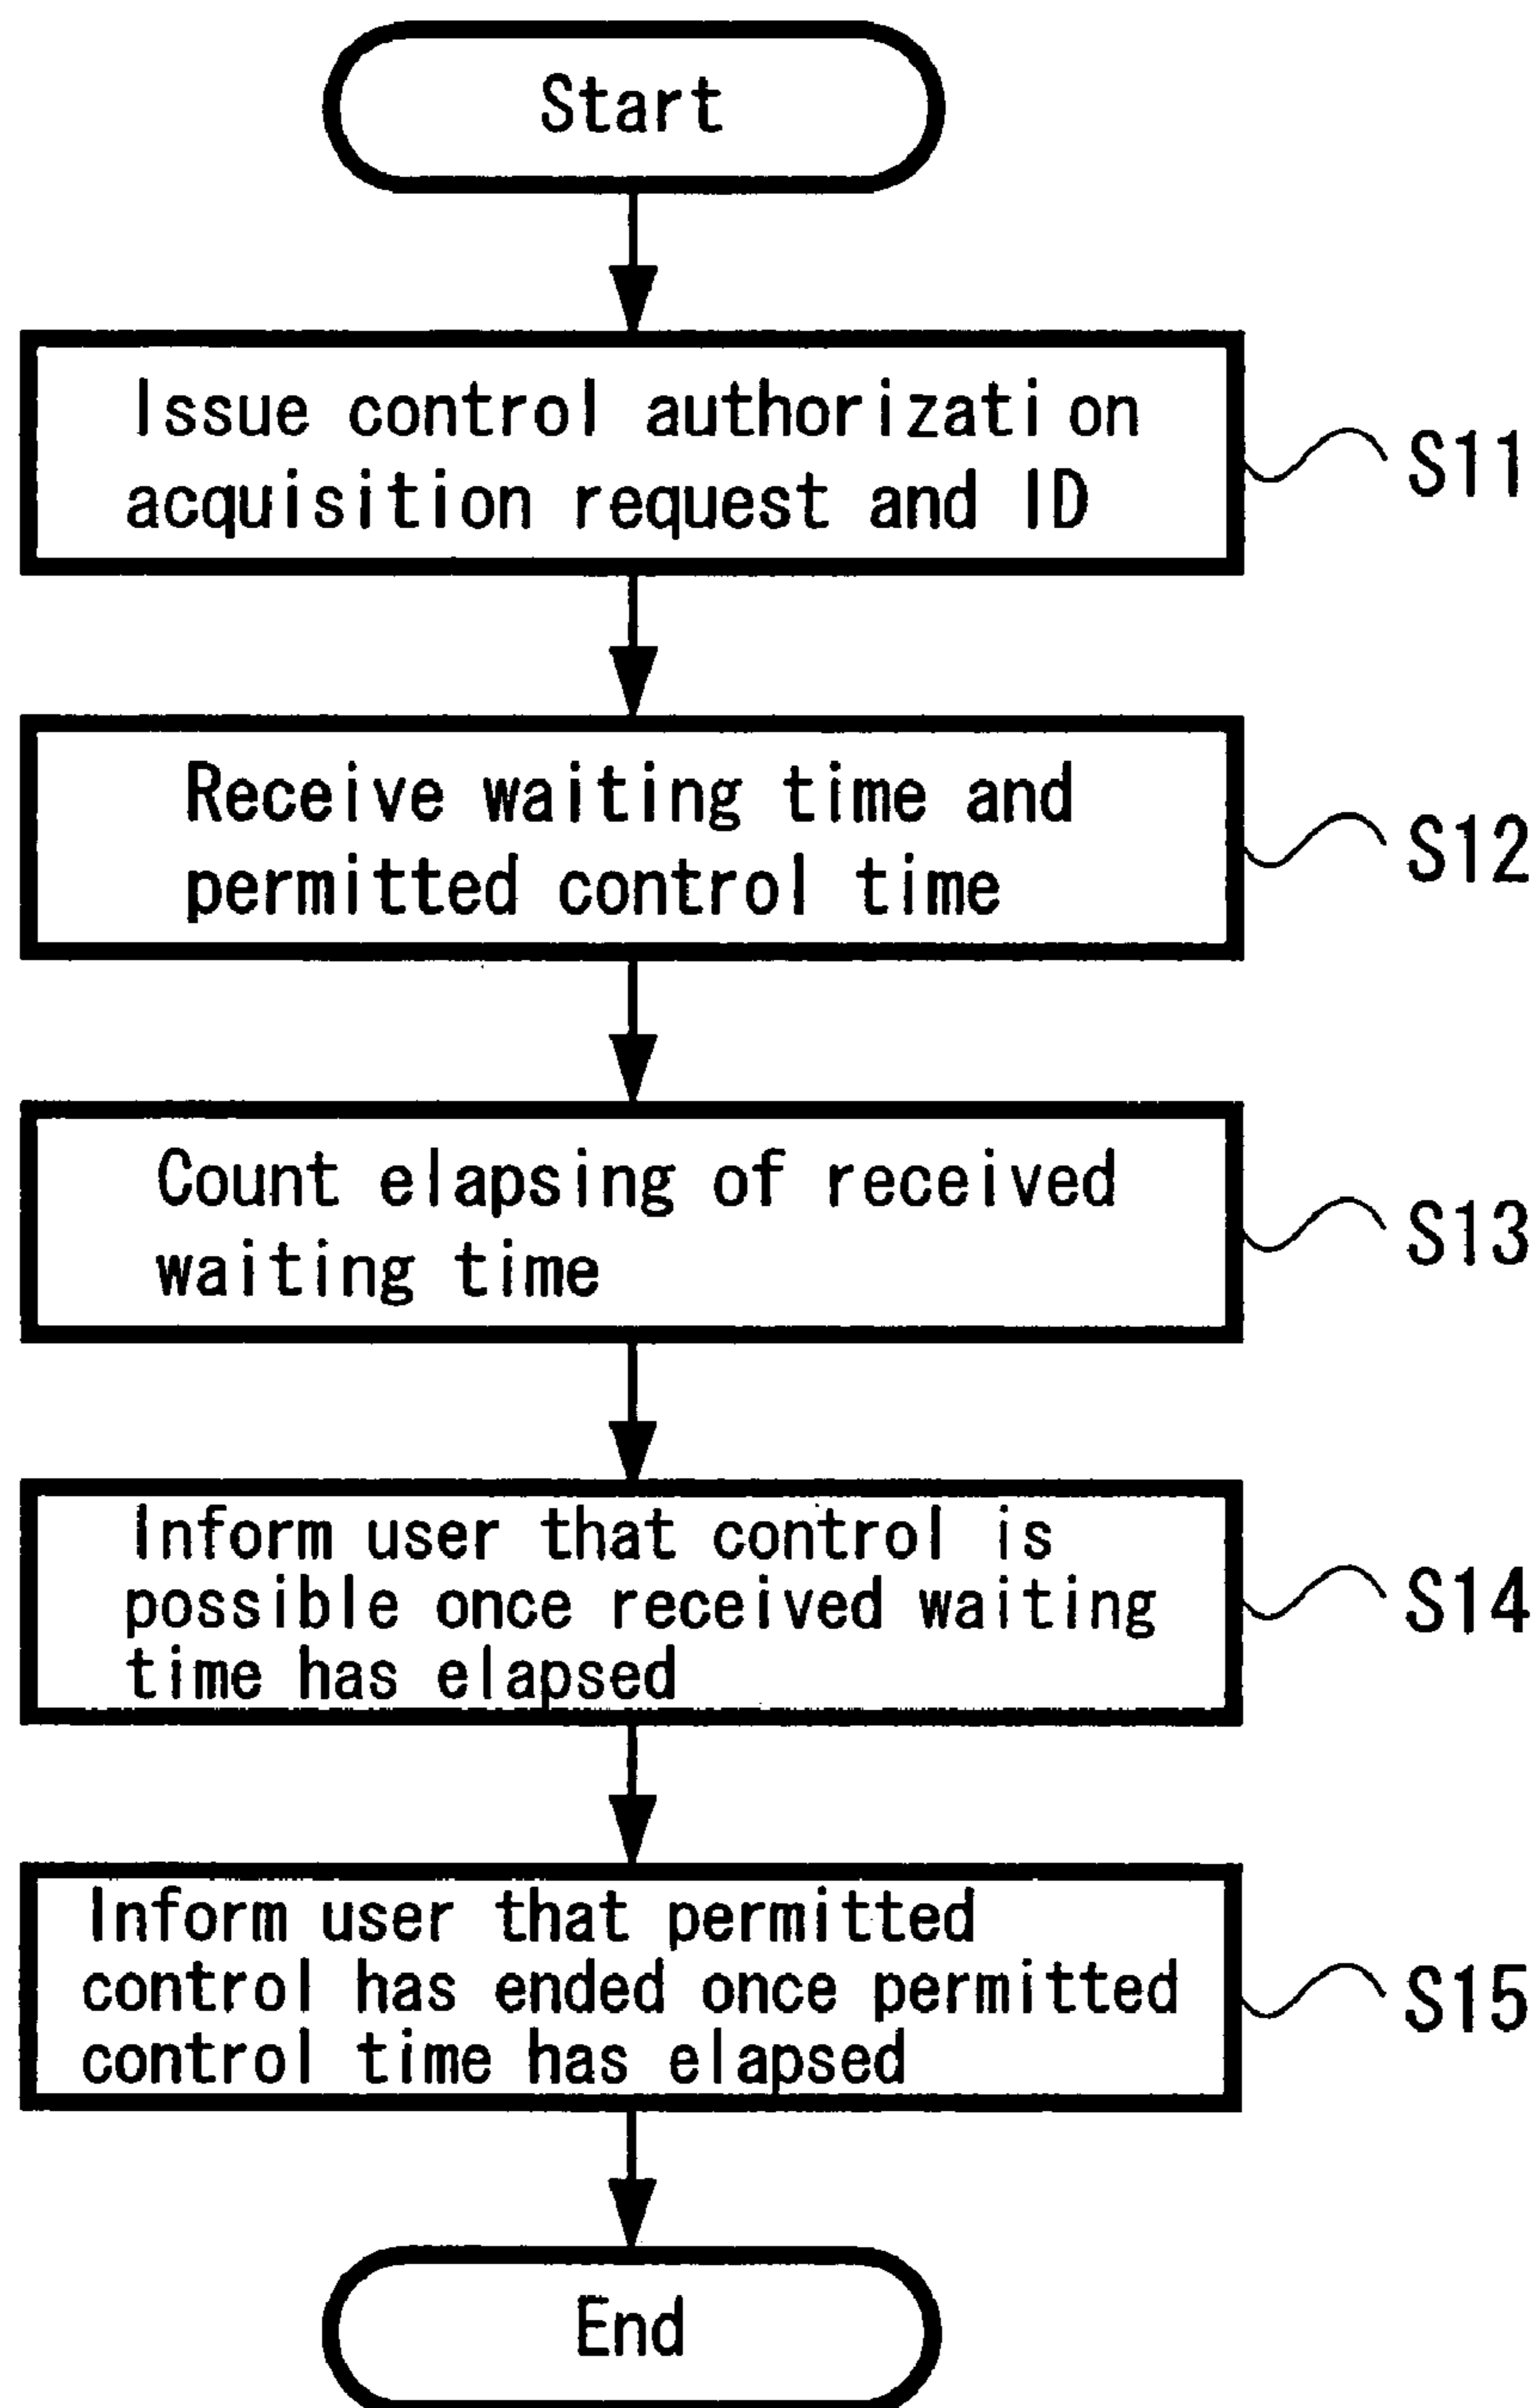 Start
Issue control authorization
acquisition request and ID
S11
Receive waiting time and
permitted control time
S12
Count elapsing of received
waiting time
S13
Inform user that control is
possible once received waiting
time has elapsed
S14
Inform user that permitted
control has ended once permitted
control time has elapsed
S15
End